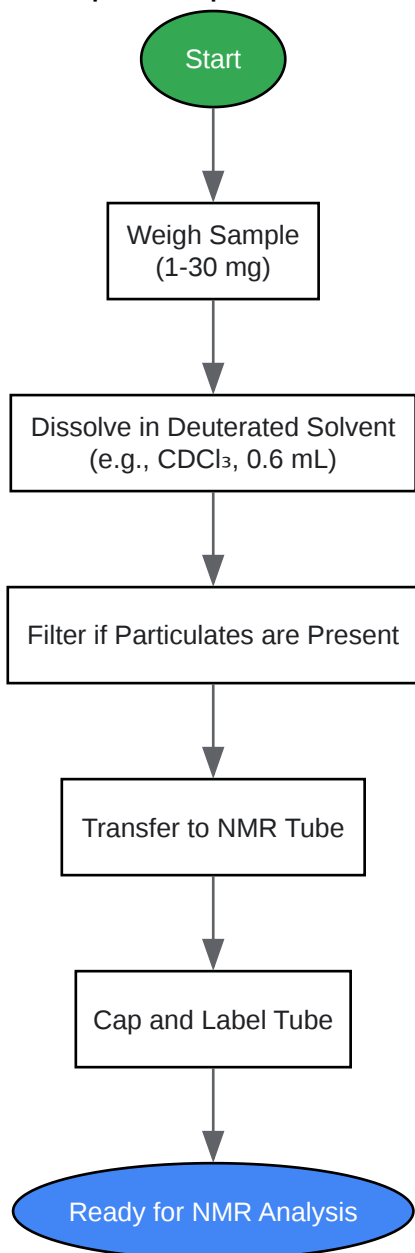 Start
Weigh Sample
(1-30 mg)
Dissolve in Deuterated Solvent
(e.g., CDCl₃, 0.6 mL)
Filter if Particulates are Present
Transfer to NMR Tube
Cap and Label Tube
Ready for NMR Analysis